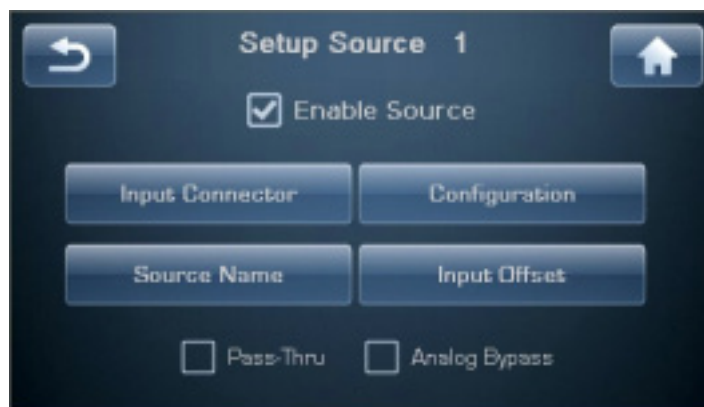 Setup Source 1
Enable Source
Input Connector Configuration
Source Name Input Offset
Pass-Thru Analog Bypass